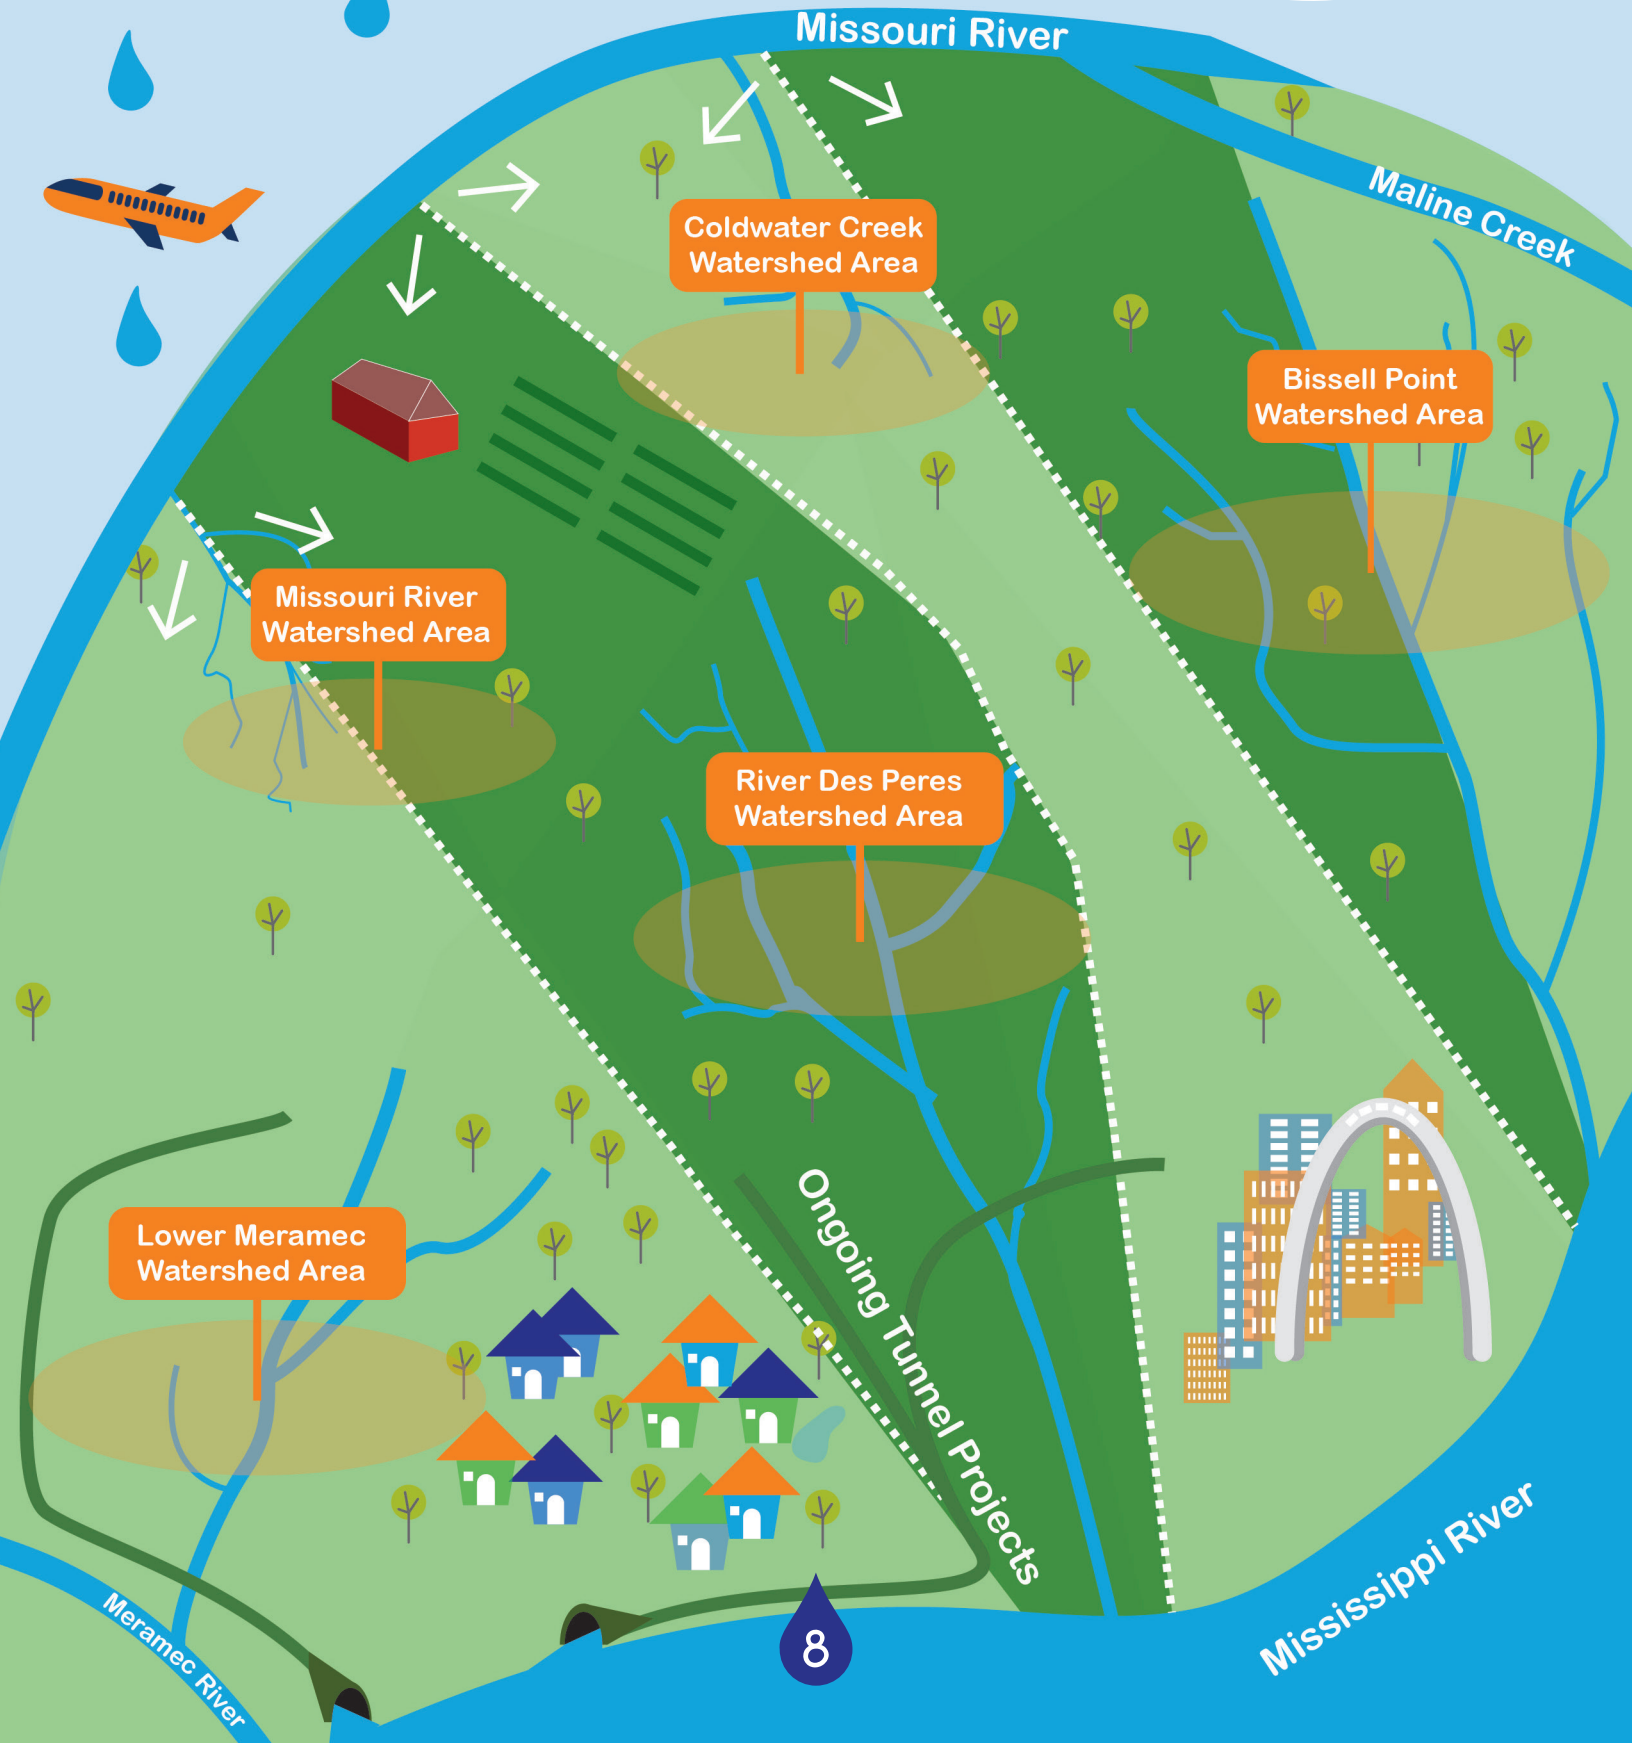 Missouri River
Maline Creek
Coldwater Creek
Watershed Area
Bissell Point
Watershed Area
Missouri River
Watershed Area
River Des Peres
Watershed Area
Lower Meramec
Watershed Area
Ongoing Tunnel Projects
Mississippi River
Meramec River
8